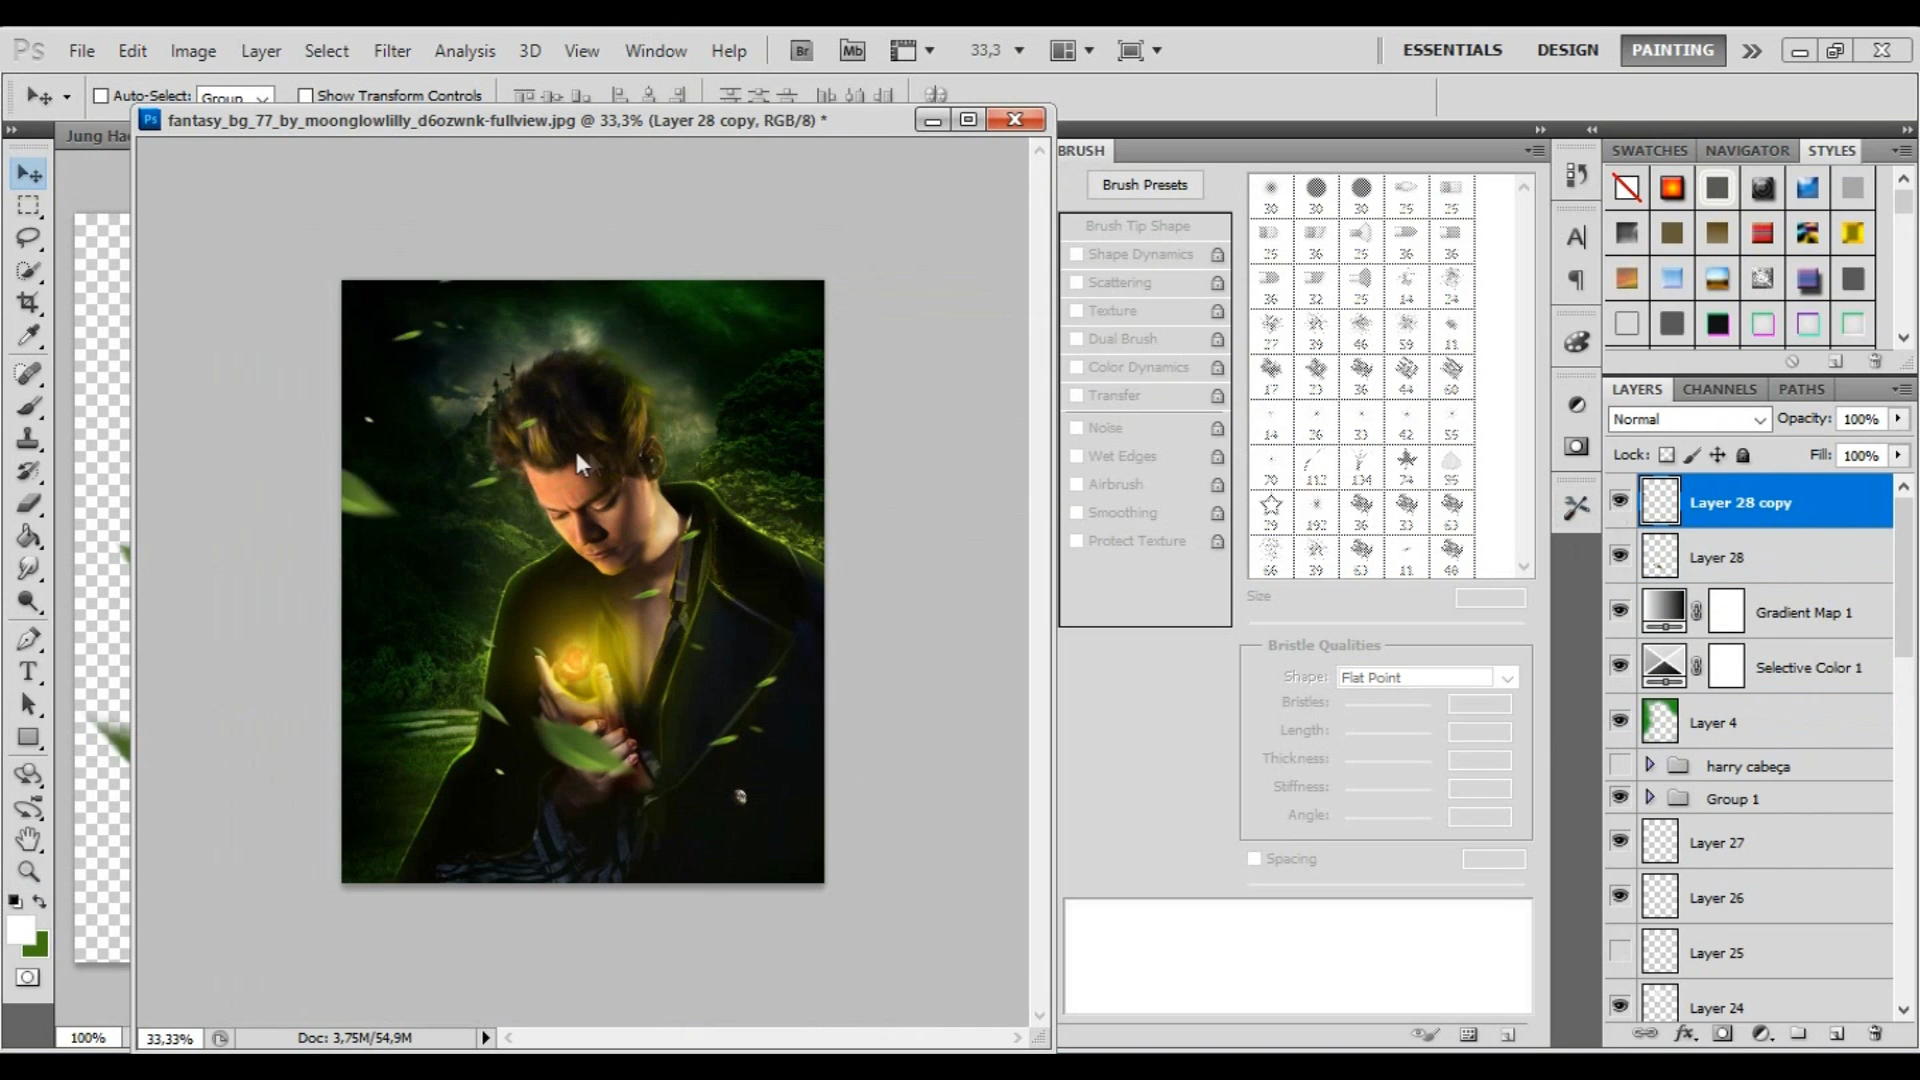 Ps File Edit Image Layer Select Filter Analysis 3D View Window Help Br Mb 33,3 ESSENTIALS DESIGN PAINTING
Auto-Select: Group Show Transform Controls
Jung Hae
Ps fantasy_bg_77_by_moonglowlilly_d6ozwnk-fullview.jpg @ 33,3% (Layer 28 copy, RGB/8) *
BRUSH
Brush Presets
Brush Tip Shape
Shape Dynamics
Scattering
Texture
Dual Brush
Color Dynamics
Transfer
Noise
Wet Edges
Airbrush
Smoothing
Protect Texture
30 30 30 25 25
25 36 25 36 36
36 32 25 14 24
27 39 46 59 11
17 23 36 44 60
14 26 33 42 55
70 112 134 74 95
29 192 36 33 63
66 39 63 11 48
Size
Bristle Qualities
Shape: Flat Point
Bristles:
Length:
Thickness:
Stiffness:
Angle:
Spacing
SWATCHES NAVIGATOR STYLES
LAYERS CHANNELS PATHS
Normal Opacity: 100%
Lock: Fill: 100%
Layer 28 copy
Layer 28
Gradient Map 1
Selective Color 1
Layer 4
harry cabeça
Group 1
Layer 27
Layer 26
Layer 25
Layer 24
100% 33,33% Doc: 3,75M/54,9M